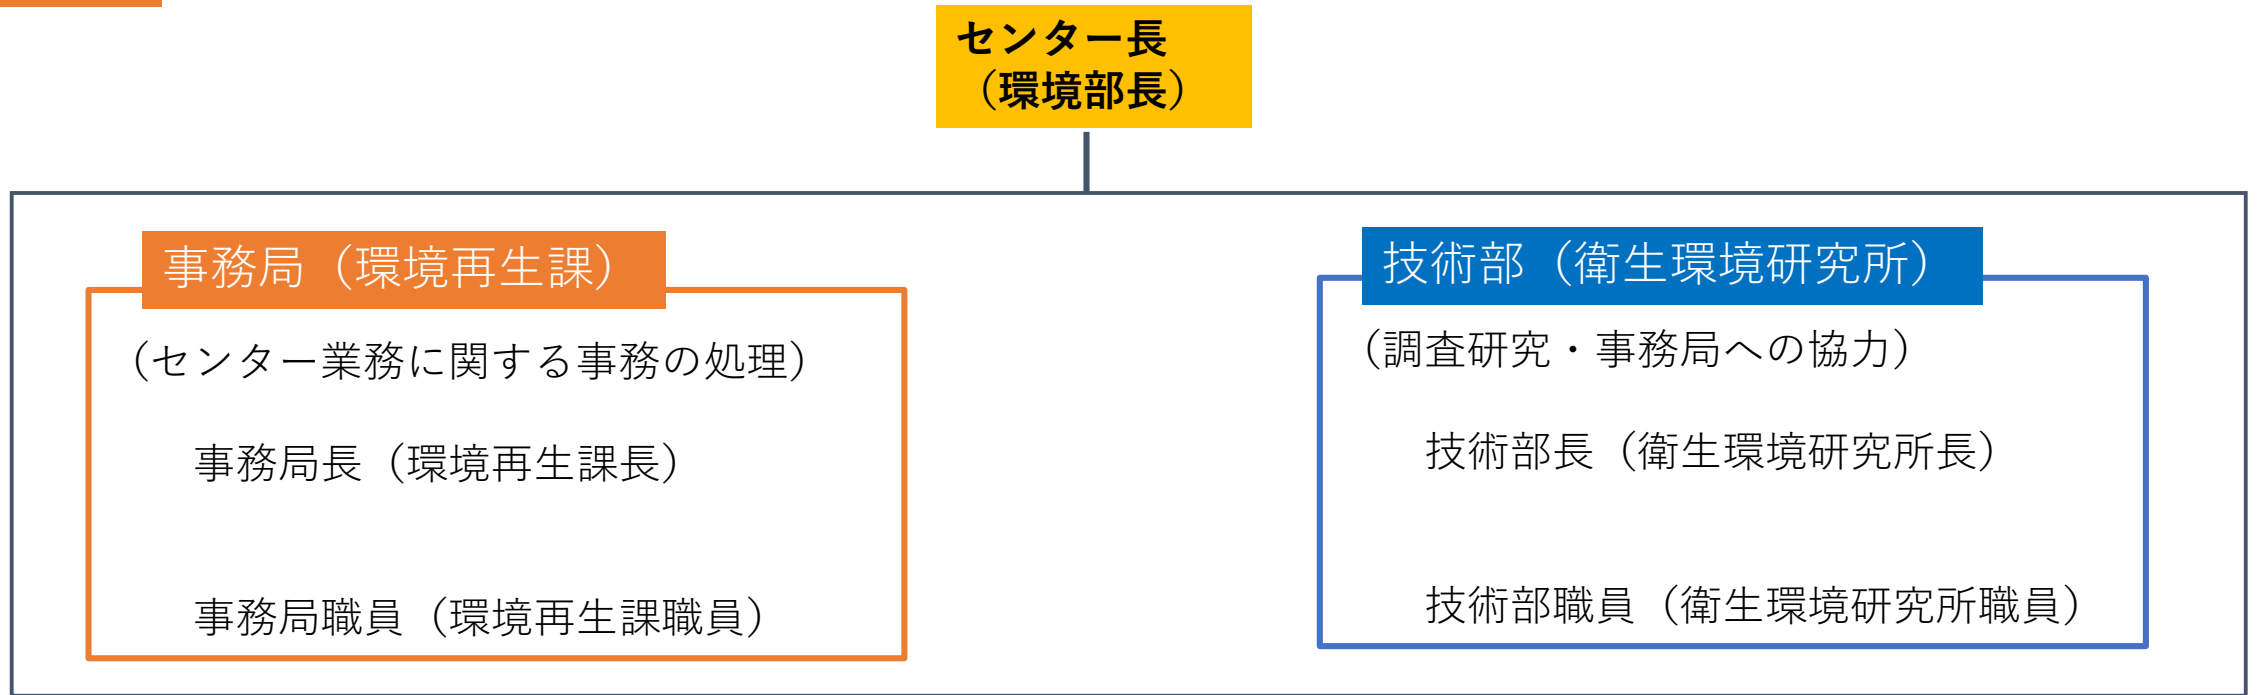 センター長
（環境部長）
事務局（環境再生課）
（センター業務に関する事務の処理）
事務局長（環境再生課長）
事務局職員（環境再生課職員）
技術部（衛生環境研究所）
（調査研究・事務局への協力）
技術部長（衛生環境研究所長）
技術部職員（衛生環境研究所職員）